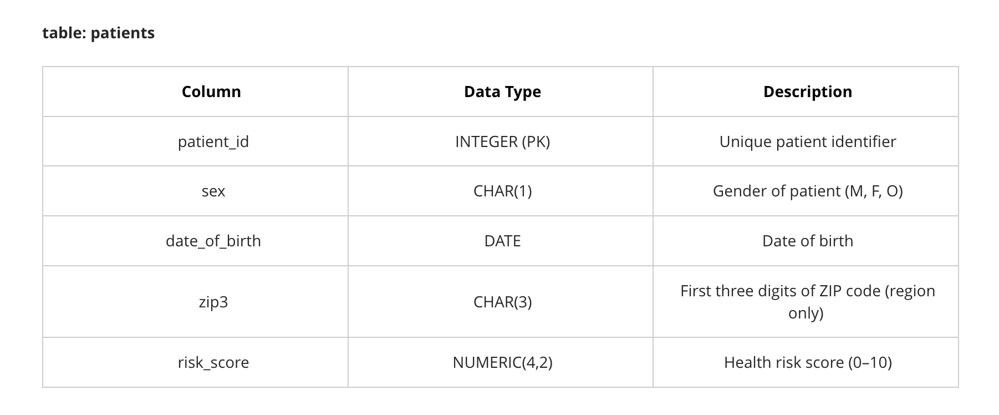 table: patients
Column Data Type Description
patient_id INTEGER (PK) Unique patient identifier
sex CHAR(1) Gender of patient (M, F, O)
date_of_birth DATE Date of birth
zip3 CHAR(3) First three digits of ZIP code (region
only)
risk_score NUMERIC(4,2) Health risk score (0–10)